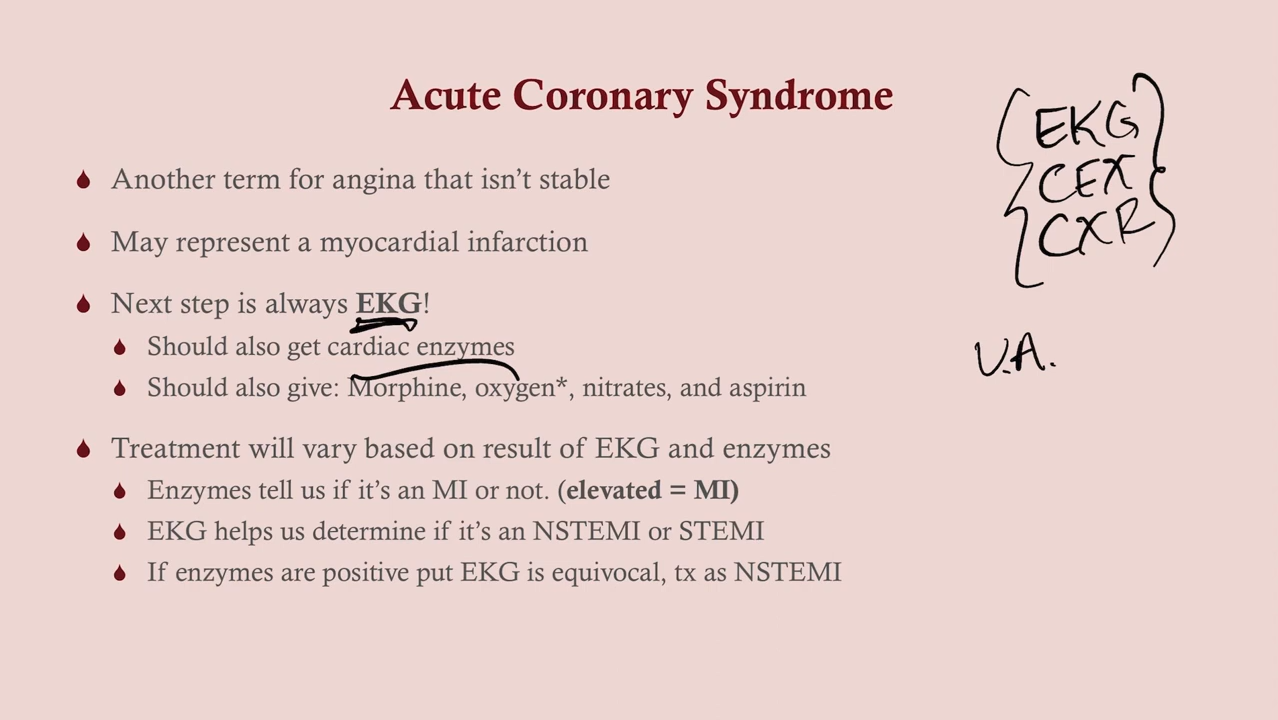 Acute Coronary Syndrome
Another term for angina that isn't stable
May represent a myocardial infarction
Next step is always EKG!
Should also get cardiac enzymes
Should also give: Morphine, oxygen*, nitrates, and aspirin
Treatment will vary based on result of EKG and enzymes
Enzymes tell us if it's an MI or not. (elevated = MI)
EKG helps us determine if it's an NSTEMI or STEMI
If enzymes are positive put EKG is equivocal, tx as NSTEMI
EKG
CEX
CXR
U.A.